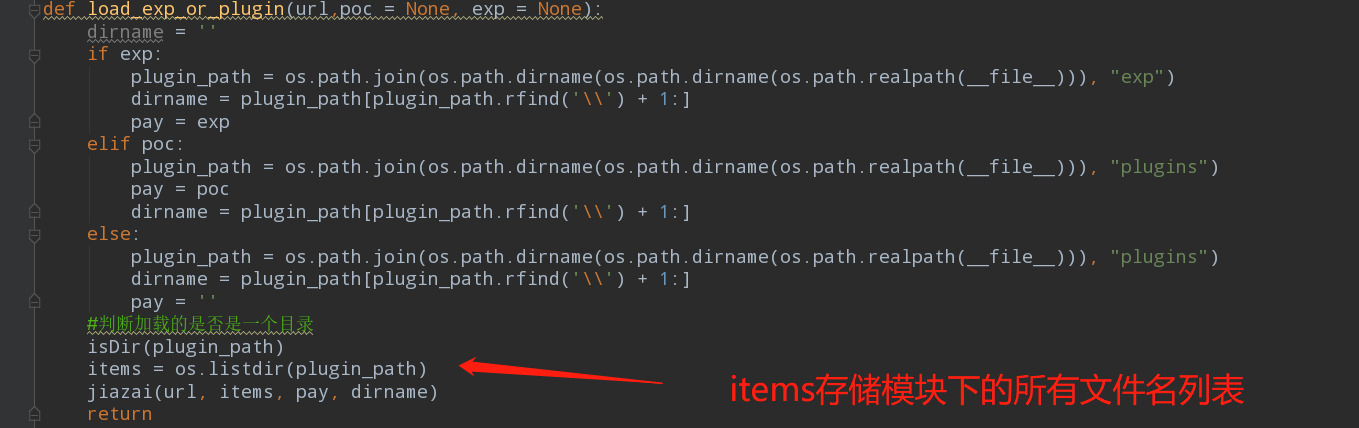 def load_exp_or_plugin(url,poc = None, exp = None):
    dirname = ''
    if exp:
        plugin_path = os.path.join(os.path.dirname(os.path.dirname(os.path.realpath(__file__))), "exp")
        dirname = plugin_path[plugin_path.rfind('\\') + 1:]
        pay = exp
    elif poc:
        plugin_path = os.path.join(os.path.dirname(os.path.dirname(os.path.realpath(__file__))), "plugins")
        pay = poc
        dirname = plugin_path[plugin_path.rfind('\\') + 1:]
    else:
        plugin_path = os.path.join(os.path.dirname(os.path.dirname(os.path.realpath(__file__))), "plugins")
        dirname = plugin_path[plugin_path.rfind('\\') + 1:]
        pay = ''
    #判断加载的是否是一个目录
    isDir(plugin_path)
    items = os.listdir(plugin_path)
    jiazai(url, items, pay, dirname)
    return
items存储模块下的所有文件名列表